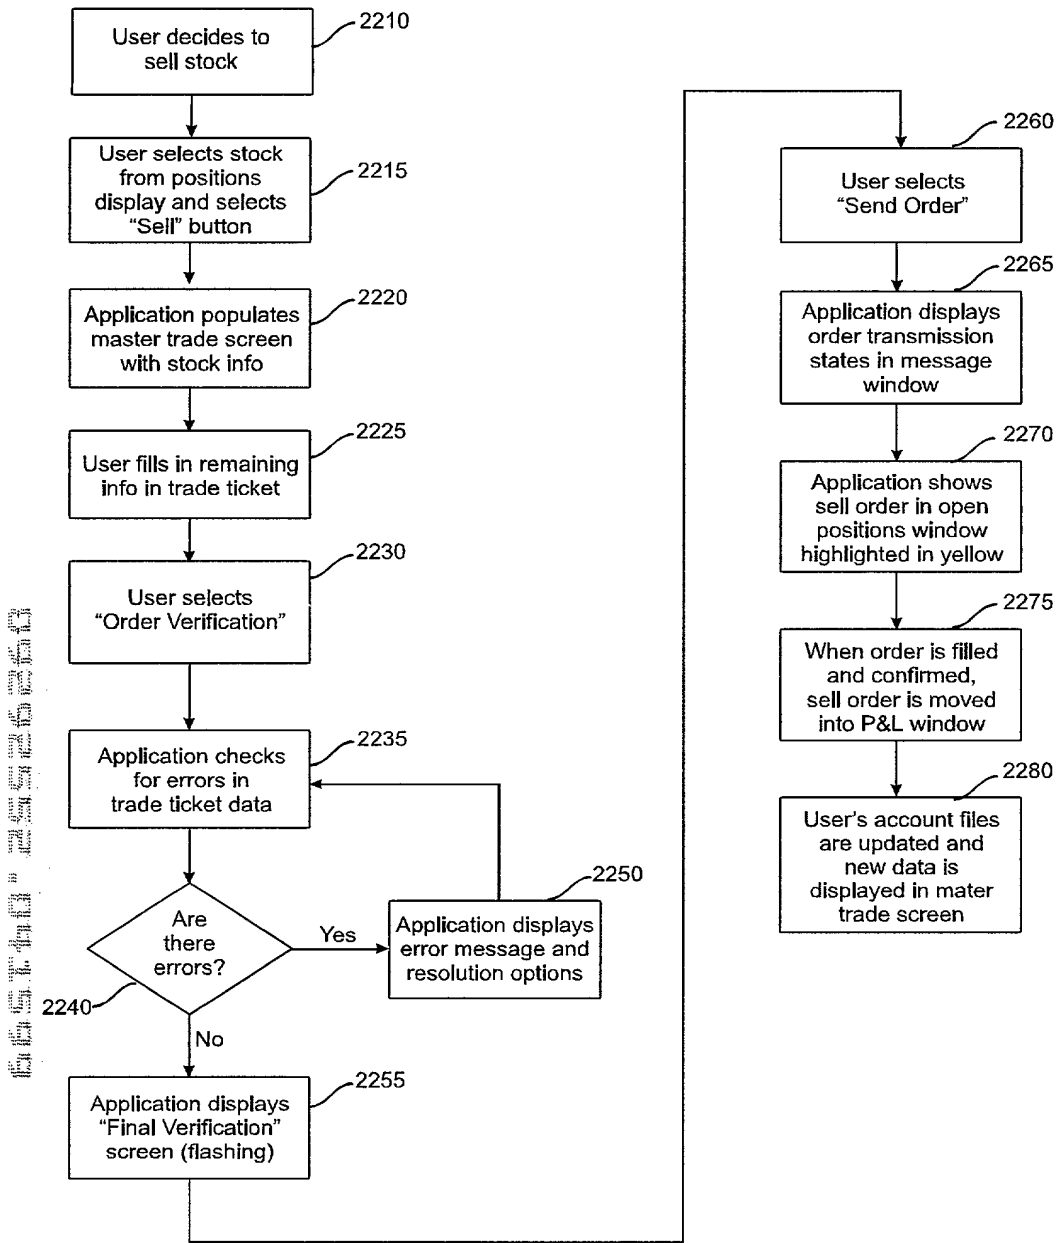 User decides to
sell stock
2210
User selects stock
from positions
display and selects
“Sell” button
2215
Application populates
master trade screen
with stock info
2220
User fills in remaining
info in trade ticket
2225
User selects
“Order Verification”
2230
Application checks
for errors in
trade ticket data
2235
Are
there
errors?
2240
Yes
No
Application displays
error message and
resolution options
2250
Application displays
“Final Verification”
screen (flashing)
2255
User selects
“Send Order”
2260
Application displays
order transmission
states in message
window
2265
Application shows
sell order in open
positions window
highlighted in yellow
2270
When order is filled
and confirmed,
sell order is moved
into P&L window
2275
User's account files
are updated and
new data is
displayed in mater
trade screen
2280